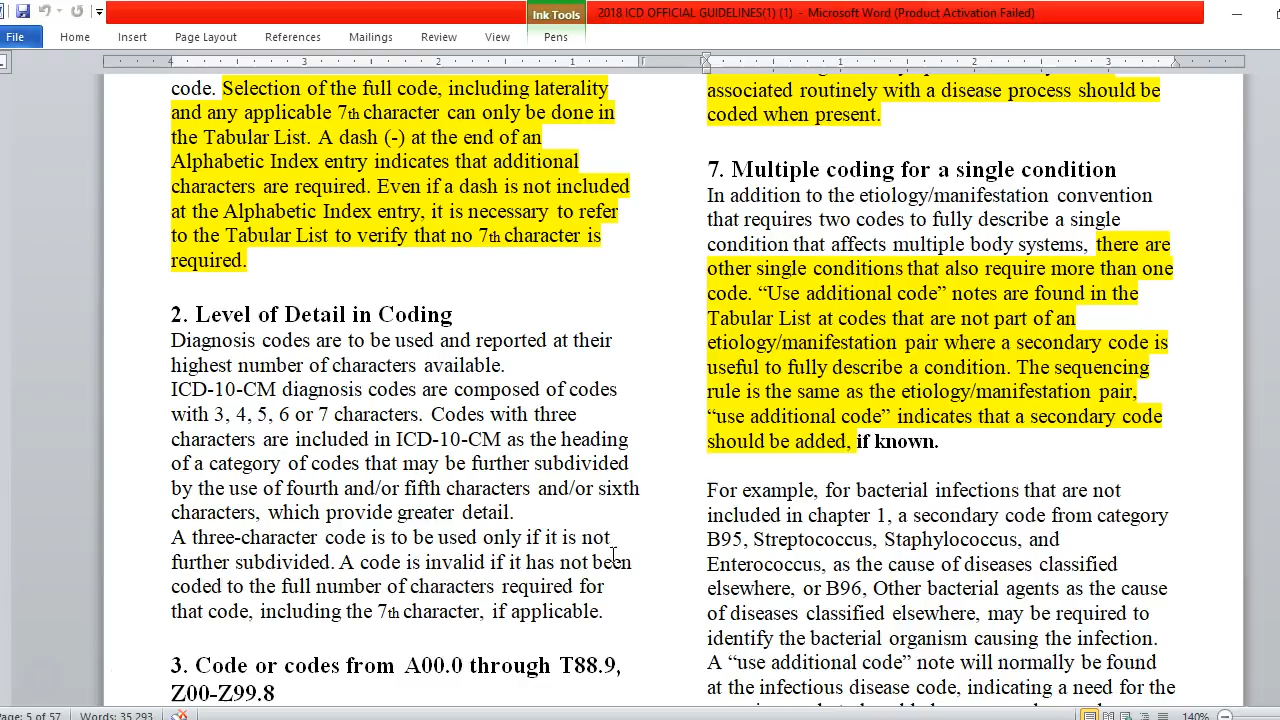 Ink Tools
2018 ICD OFFICIAL GUIDELINES(1) (1) - Microsoft Word (Product Activation Failed)
File Home Insert Page Layout References Mailings Review View Pens
4 3 2 1 1 2 3
code. Selection of the full code, including laterality
and any applicable 7th character can only be done in
the Tabular List. A dash (-) at the end of an
Alphabetic Index entry indicates that additional
characters are required. Even if a dash is not included
at the Alphabetic Index entry, it is necessary to refer
to the Tabular List to verify that no 7th character is
required.
2. Level of Detail in Coding
Diagnosis codes are to be used and reported at their
highest number of characters available.
ICD-10-CM diagnosis codes are composed of codes
with 3, 4, 5, 6 or 7 characters. Codes with three
characters are included in ICD-10-CM as the heading
of a category of codes that may be further subdivided
by the use of fourth and/or fifth characters and/or sixth
characters, which provide greater detail.
A three-character code is to be used only if it is not
further subdivided. A code is invalid if it has not been
coded to the full number of characters required for
that code, including the 7th character, if applicable.
3. Code or codes from A00.0 through T88.9,
Z00-Z99.8
associated routinely with a disease process should be
coded when present.
7. Multiple coding for a single condition
In addition to the etiology/manifestation convention
that requires two codes to fully describe a single
condition that affects multiple body systems, there are
other single conditions that also require more than one
code. “Use additional code” notes are found in the
Tabular List at codes that are not part of an
etiology/manifestation pair where a secondary code is
useful to fully describe a condition. The sequencing
rule is the same as the etiology/manifestation pair,
“use additional code” indicates that a secondary code
should be added, if known.
For example, for bacterial infections that are not
included in chapter 1, a secondary code from category
B95, Streptococcus, Staphylococcus, and
Enterococcus, as the cause of diseases classified
elsewhere, or B96, Other bacterial agents as the cause
of diseases classified elsewhere, may be required to
identify the bacterial organism causing the infection.
A “use additional code” note will normally be found
at the infectious disease code, indicating a need for the
Page: 5 of 57 Words: 35,293 140%